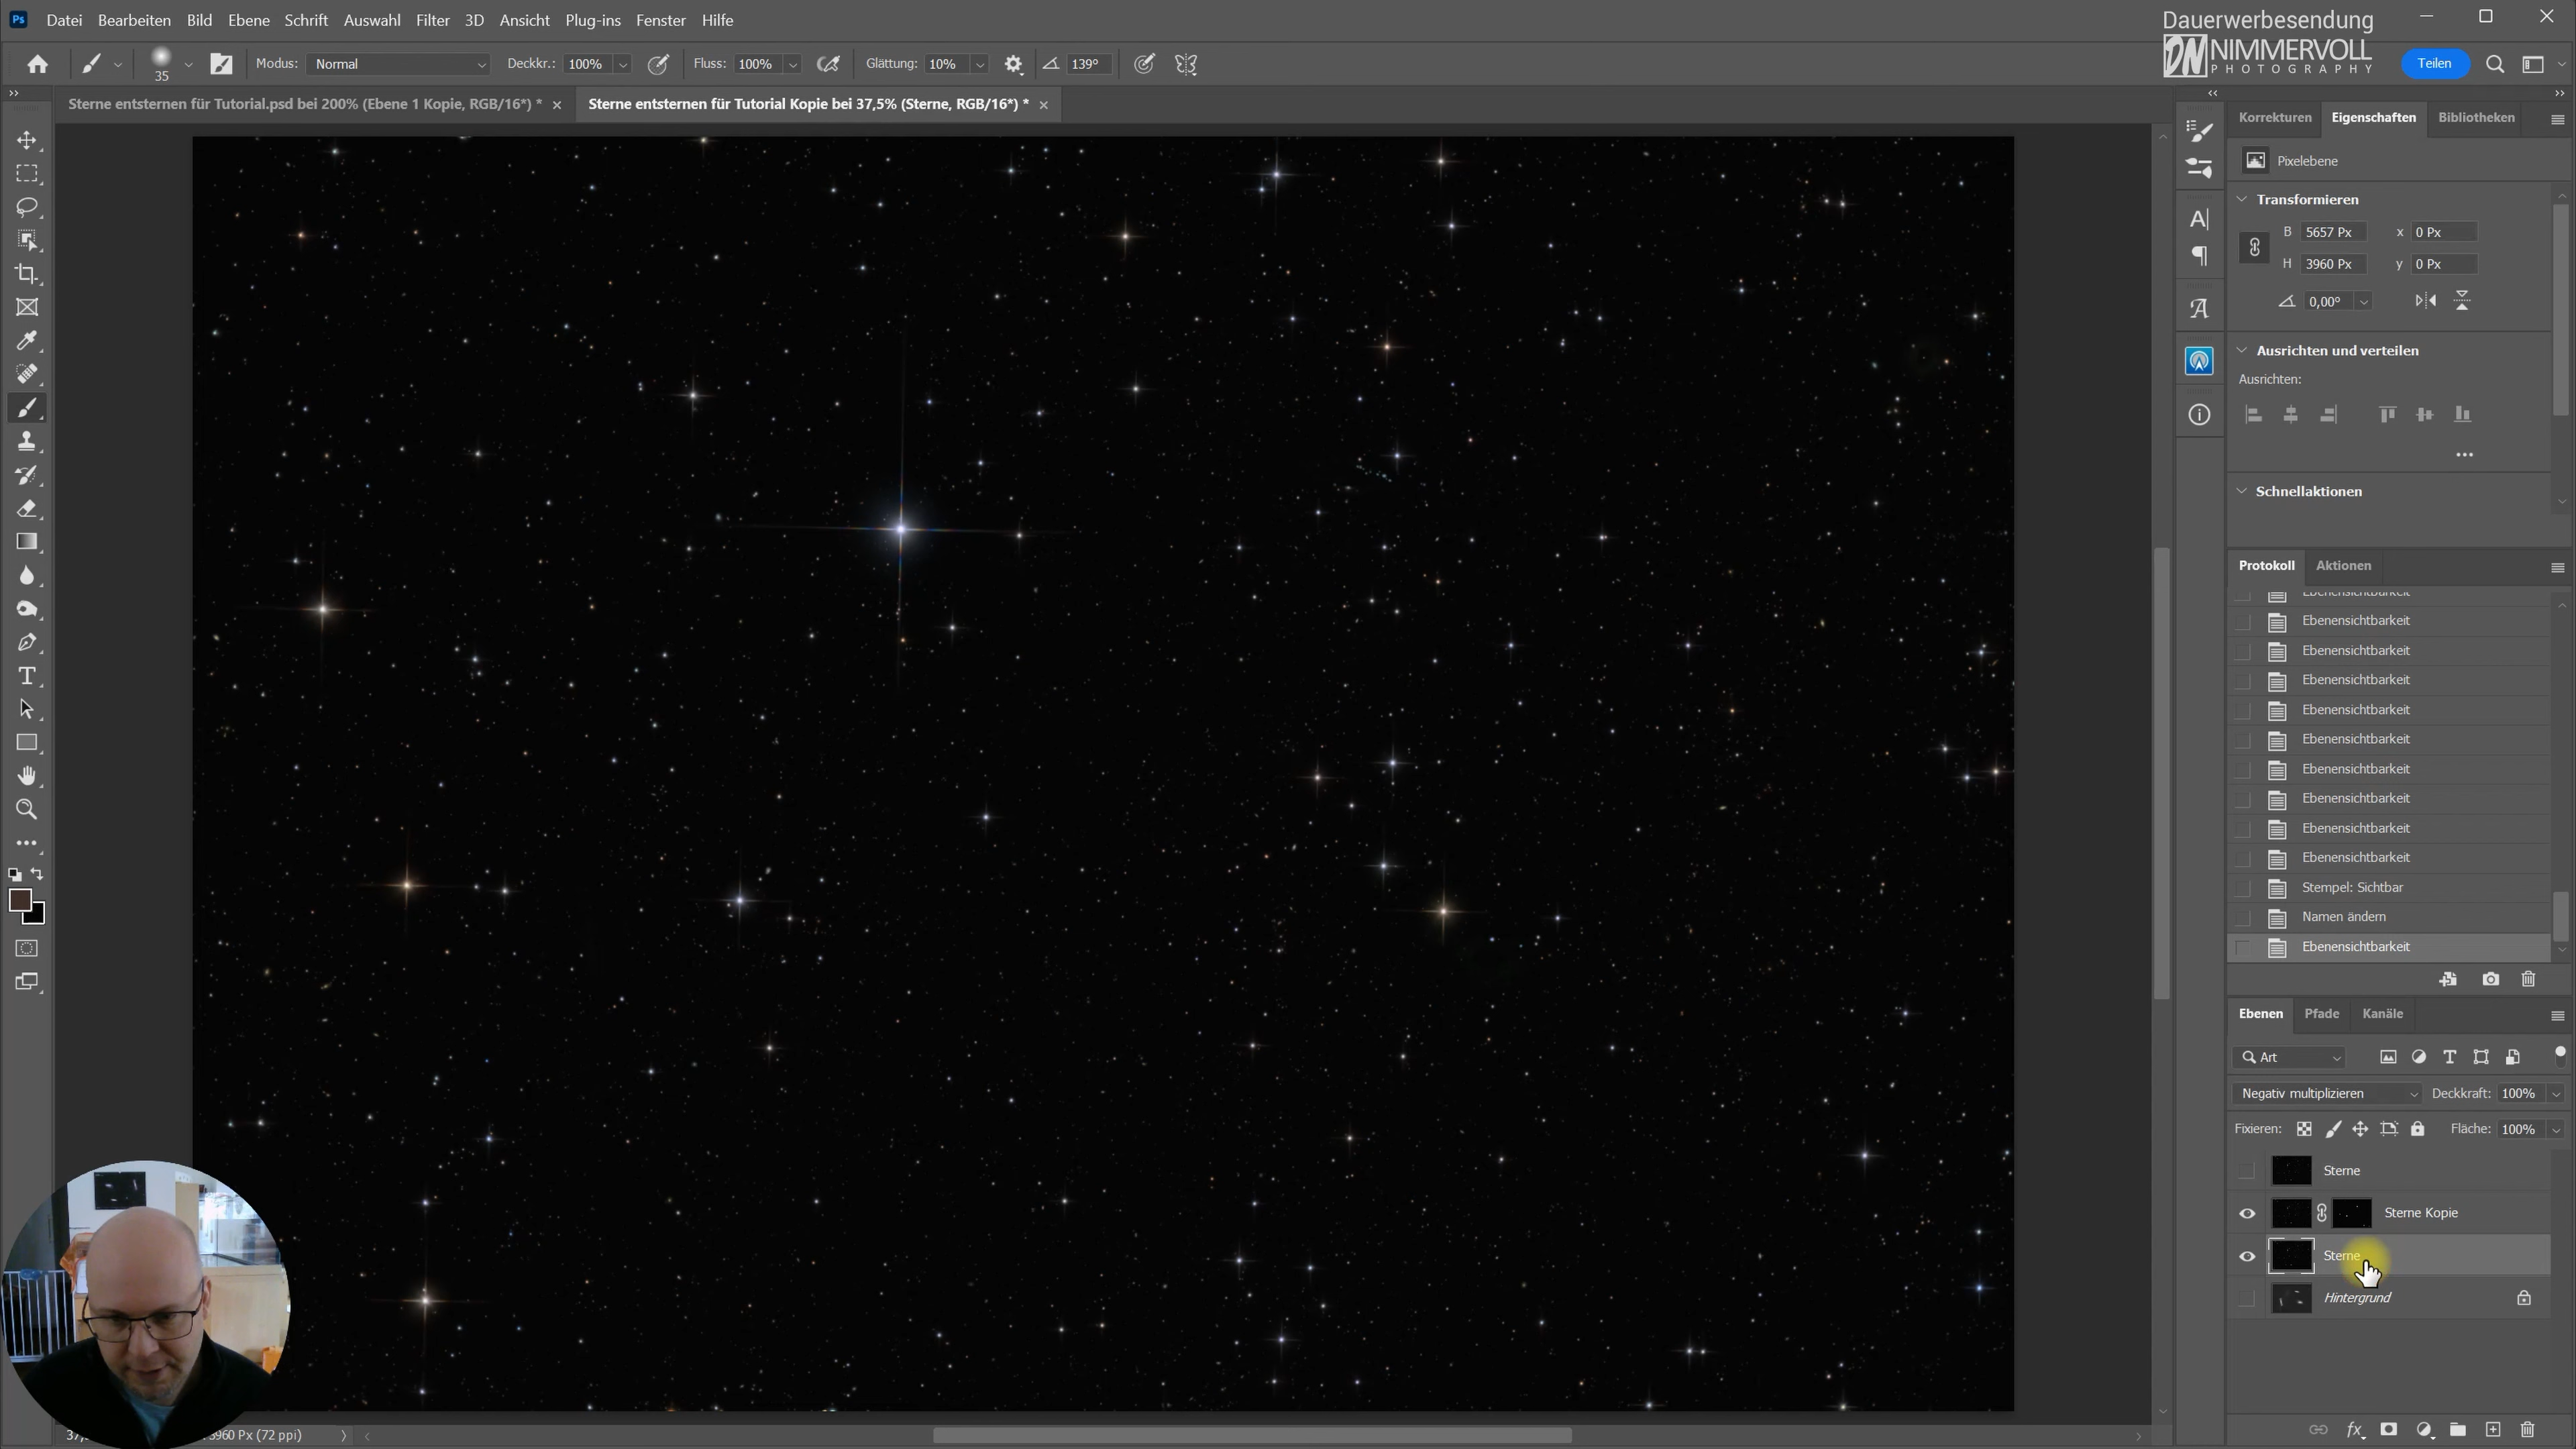 Ps Datei Bearbeiten Bild Ebene Schrift Auswahl Filter 3D Ansicht Plug-ins Fenster Hilfe
Dauerwerbesendung
DN NIMMERVOLL
PHOTOGRAPHY
35 Modus: Normal Deckkr.: 100% Fluss: 100% Glättung: 10% 139° Teilen
Sterne entsternen für Tutorial.psd bei 200% (Ebene 1 Kopie, RGB/16*) *
Sterne entsternen für Tutorial Kopie bei 37,5% (Sterne, RGB/16*) *
Korrekturen Eigenschaften Bibliotheken
Pixelebene
Transformieren
B 5657 Px x 0 Px
H 3960 Px y 0 Px
0,00°
Ausrichten und verteilen
Ausrichten:
Schnellaktionen
Protokoll Aktionen
Ebenensichtbarkeit
Ebenensichtbarkeit
Ebenensichtbarkeit
Ebenensichtbarkeit
Ebenensichtbarkeit
Ebenensichtbarkeit
Ebenensichtbarkeit
Ebenensichtbarkeit
Ebenensichtbarkeit
Ebenensichtbarkeit
Stempel: Sichtbar
Namen ändern
Ebenensichtbarkeit
Ebenen Pfade Kanäle
Art
Negativ multiplizieren Deckkraft: 100%
Fixieren: Fläche: 100%
Sterne
Sterne Kopie
Sterne
Hintergrund
3960 Px (72 ppi)